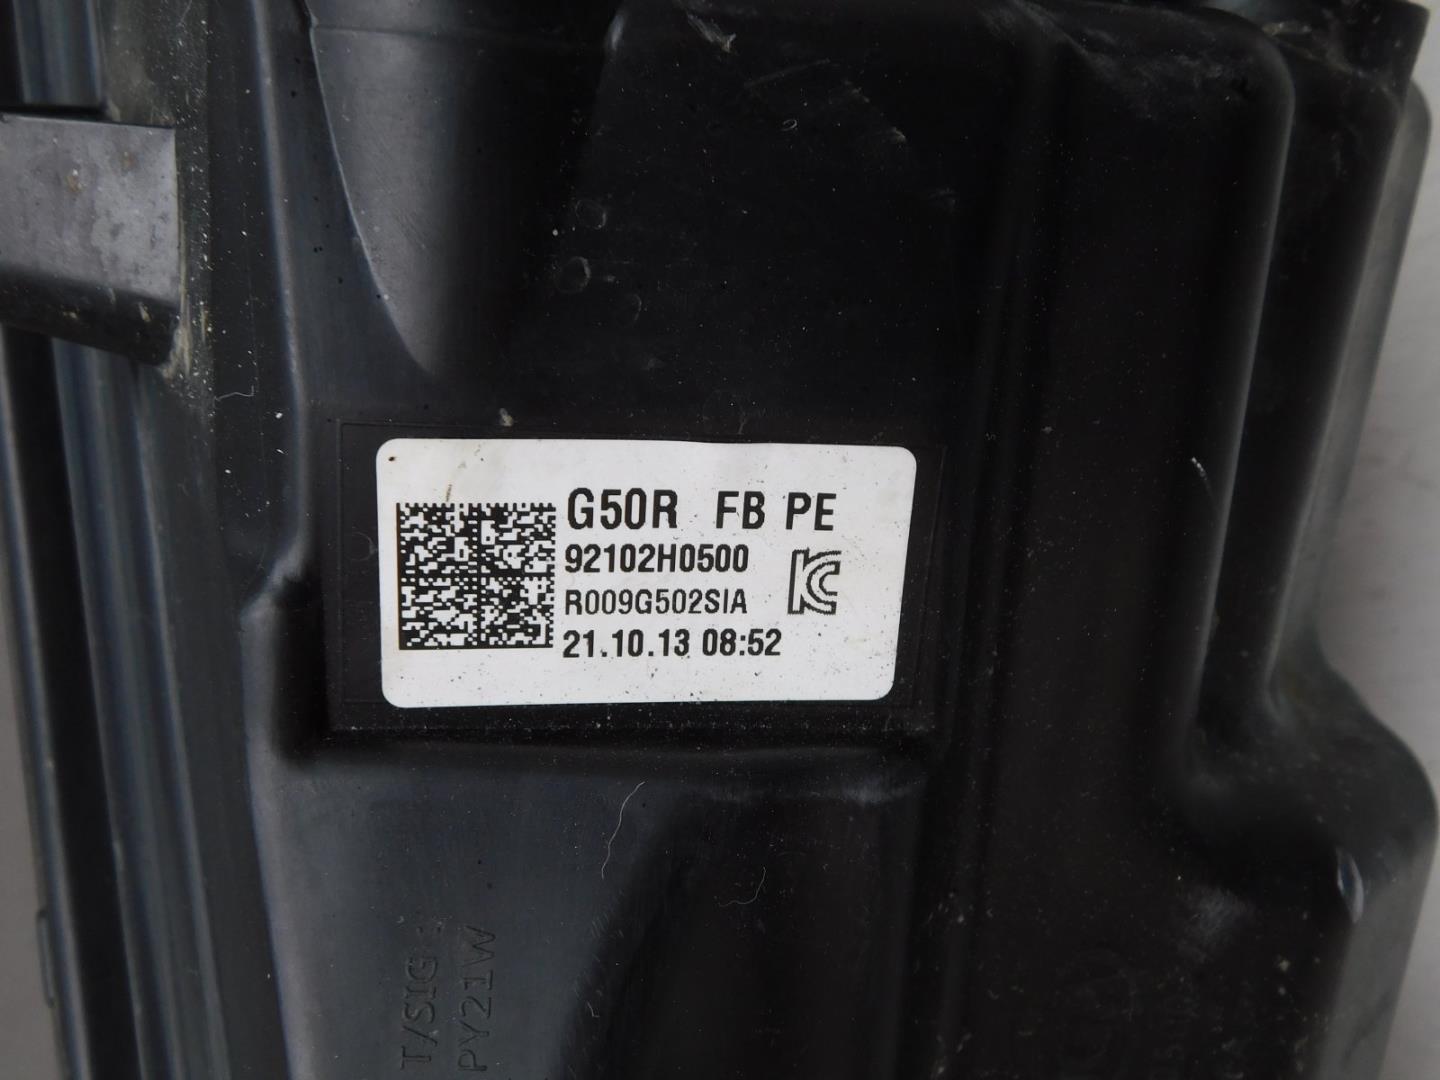 G50R FB PE
92102H0500
R009G502SIA
21.10.13 08:52
T/SIG :
PY21W